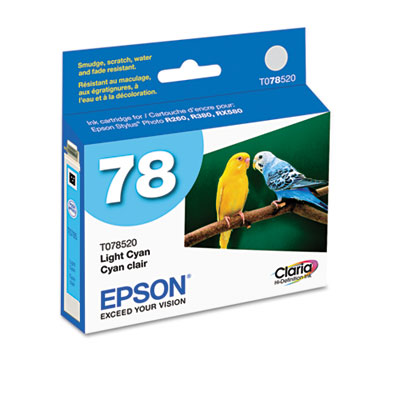 Smudge, scratch, water
and fade resistant.
Résistant au maculage,
aux égratignures, à
l'eau et à la décoloration.
T078520
Ink cartridge for / Cartouche d'encre pour:
Epson Stylus Photo R260, R380, RX580
78
T078520
Light Cyan
Cyan clair
EPSON
EXCEED YOUR VISION
Claria
Hi-Definition Ink